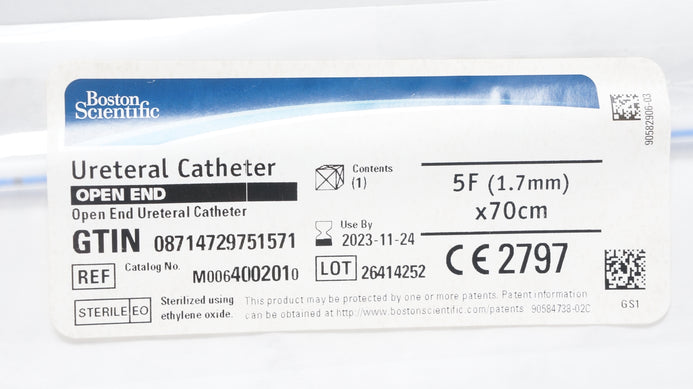 Boston
Scientific
90582906-03
Ureteral Catheter
OPEN END
Open End Ureteral Catheter
Contents
(1)
5F (1.7mm)
x70cm
GTIN 08714729751571
Use By
2023-11-24
REF Catalog No. M0064002010
LOT 26414252
CE 2797
STERILE EO
Sterilized using
ethylene oxide.
This product may be protected by one or more patents. Patent information
can be obtained at http://www.bostonscientific.com/patents 90584738-02C
GS1